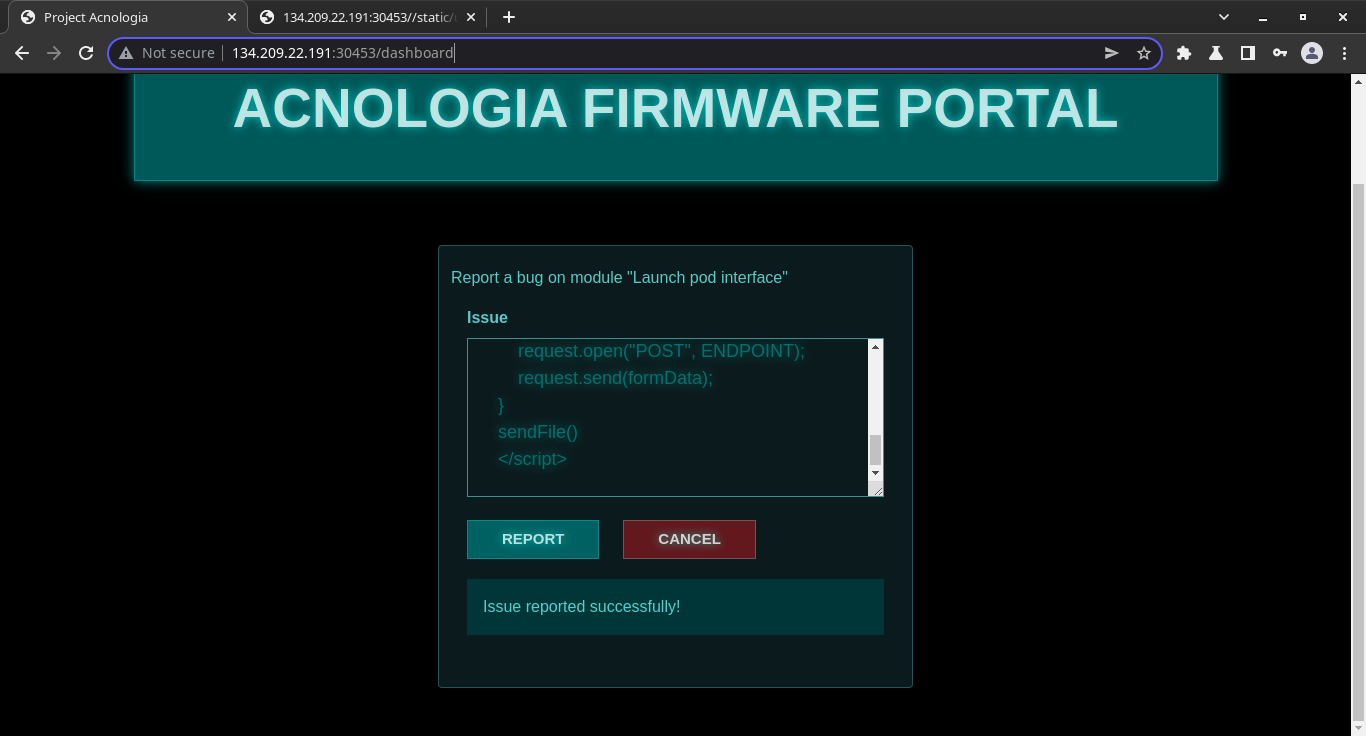 Project Acnologia
134.209.22.191:30453//static/
Not secure
134.209.22.191:30453/dashboard
ACNOLOGIA FIRMWARE PORTAL
Report a bug on module "Launch pod interface"
Issue
request.open("POST", ENDPOINT);
request.send(formData);
}
sendFile()
</script>
REPORT
CANCEL
Issue reported successfully!